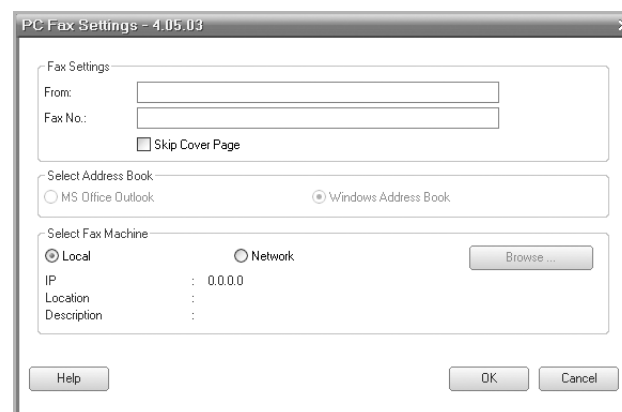 PC Fax Settings - 4.05.03
Fax Settings
From:
Fax No.:
Skip Cover Page
Select Address Book
MS Office Outlook Windows Address Book
Select Fax Machine
Local Network Browse ...
IP : 0.0.0.0
Location :
Description :
Help OK Cancel